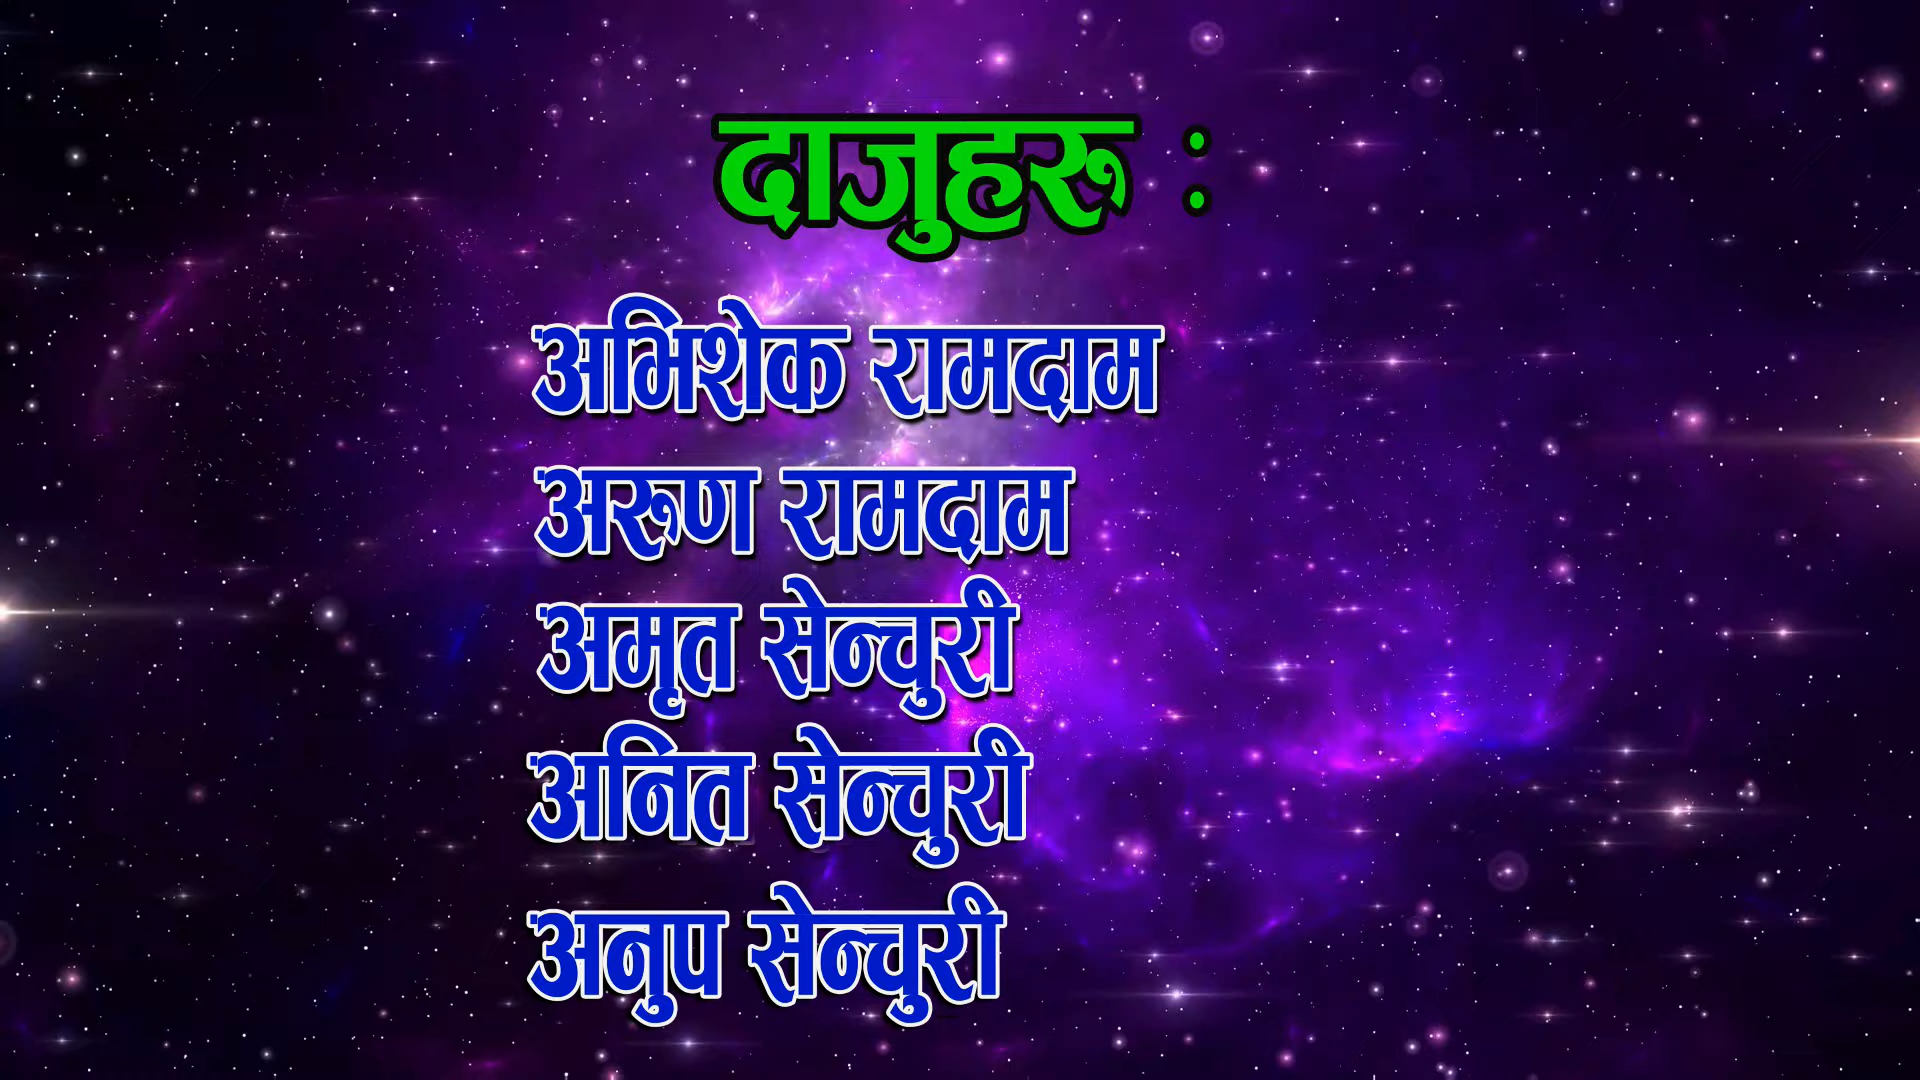 दाजुहरू :
अभिशेक रामदाम
अरुण रामदाम
अमृत सेन्चुरी
अनित सेन्चुरी
अनुप सेन्चुरी